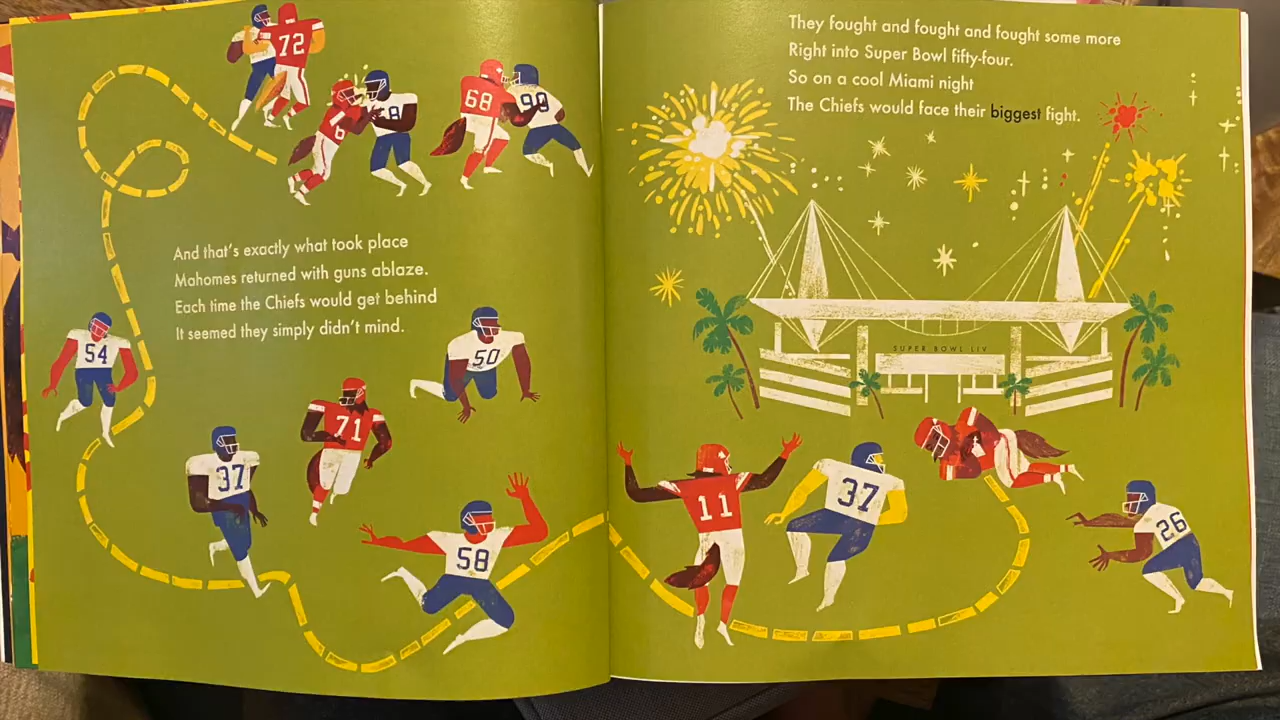 72
68
90
And that's exactly what took place
Mahomes returned with guns ablaze.
Each time the Chiefs would get behind
It seemed they simply didn't mind.
54
50
71
37
58
They fought and fought and fought some more
Right into Super Bowl fifty-four.
So on a cool Miami night
The Chiefs would face their biggest fight.
SUPER BOWL LIV
11
37
26